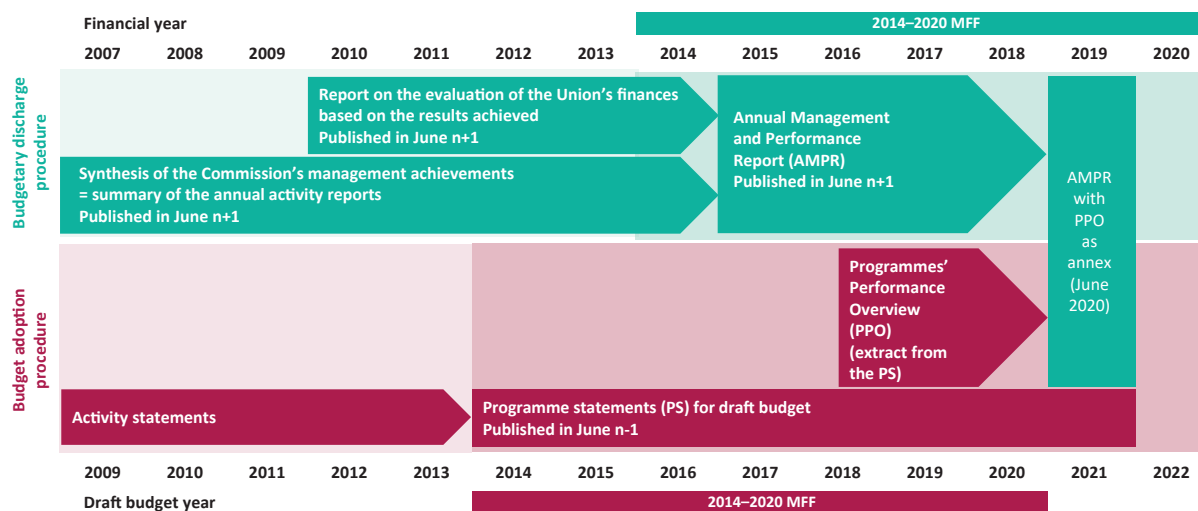 Financial year
2014–2020 MFF
2007 2008 2009 2010 2011 2012 2013 2014 2015 2016 2017 2018 2019 2020
Budgetary discharge
procedure
Report on the evaluation of the Union’s finances
based on the results achieved
Published in June n+1
Synthesis of the Commission’s management achievements
= summary of the annual activity reports
Published in June n+1
Annual Management
and Performance
Report (AMPR)
Published in June n+1
AMPR
with
PPO
as
annex
(June
2020)
Budget adoption
procedure
Programmes’
Performance
Overview
(PPO)
(extract from
the PS)
Activity statements
Programme statements (PS) for draft budget
Published in June n-1
2009 2010 2011 2012 2013 2014 2015 2016 2017 2018 2019 2020 2021 2022
Draft budget year
2014–2020 MFF